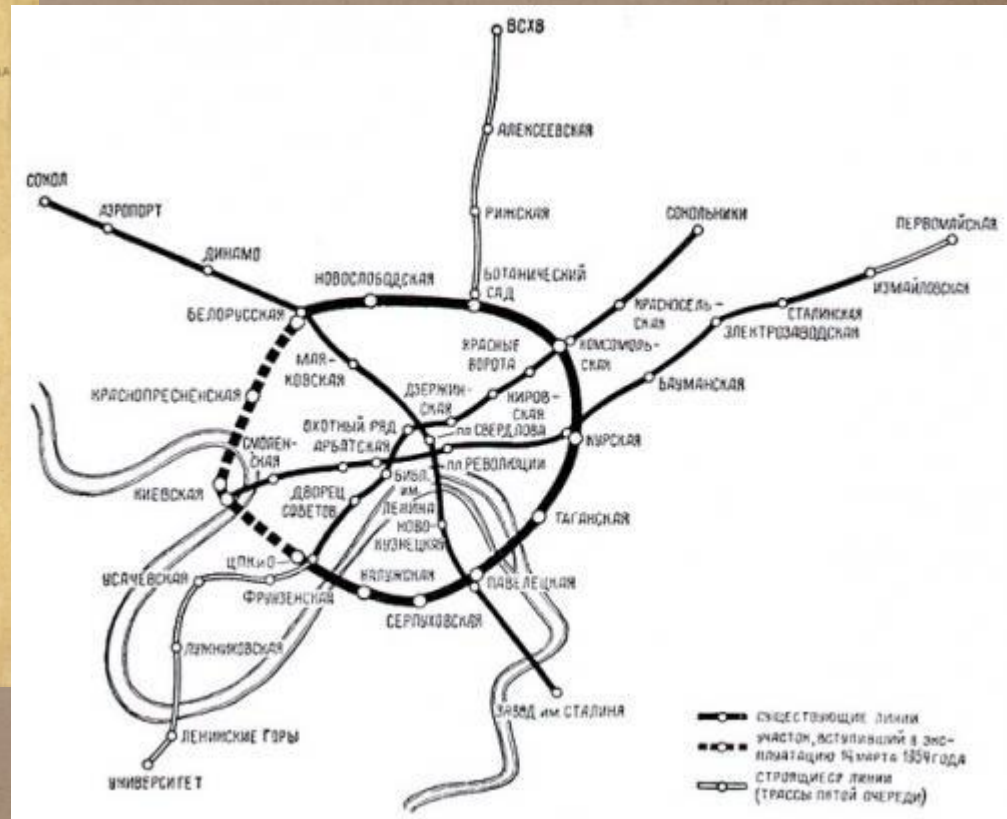 ВСХВ
АЛЕКСЕЕВСКАЯ
РИЖСКАЯ
БОТАНИЧЕСКИЙ
САД
СОКОЛ
АЭРОПОРТ
ДИНАМО
БЕЛОРУССКАЯ
НОВОСЛОБОДСКАЯ
СОКОЛЬНИКИ
КРАСНОСЕЛЬ-
СКАЯ
КОМСОМОЛЬ-
СКАЯ
ПЕРВОМАЙСКАЯ
ИЗМАЙЛОВСКАЯ
СТАЛИНСКАЯ
ЭЛЕКТРОЗАВОДСКАЯ
БАУМАНСКАЯ
КРАСНЫЕ
ВОРОТА
МАЯ-
КОВСКАЯ
ДЗЕРЖИН-
СКАЯ
КИРОВ-
СКАЯ
КРАСНОПРЕСНЕНСКАЯ
ОХОТНЫЙ РЯД
пл. СВЕРДЛОВА
КУРСКАЯ
СМОЛЕН-
СКАЯ
АРБАТСКАЯ
пл. РЕВОЛЮЦИИ
КИЕВСКАЯ
ДВОРЕЦ
СОВЕТОВ
БИБЛ.
ИМ.
ЛЕНИНА
НОВО-
КУЗНЕЦКАЯ
ТАГАНСКАЯ
ЦПКиО
УСАЧЕВСКАЯ
ФРУНЗЕНСКАЯ
КАЛУЖСКАЯ
ПАВЕЛЕЦКАЯ
СЕРПУХОВСКАЯ
ЛУЖНИКОВСКАЯ
ЗАВОД им. СТАЛИНА
ЛЕНИНСКИЕ ГОРЫ
УНИВЕРСИТЕТ
СУЩЕСТВУЮЩИЕ ЛИНИИ
УЧАСТОК, ВСТУПИВШИЙ В ЭКС-
ПЛУАТАЦИЮ 14 МАРТА 1954 ГОДА
СТРОЯЩИЕСЯ ЛИНИИ
(ТРАССЫ ПЯТОЙ ОЧЕРЕДИ)